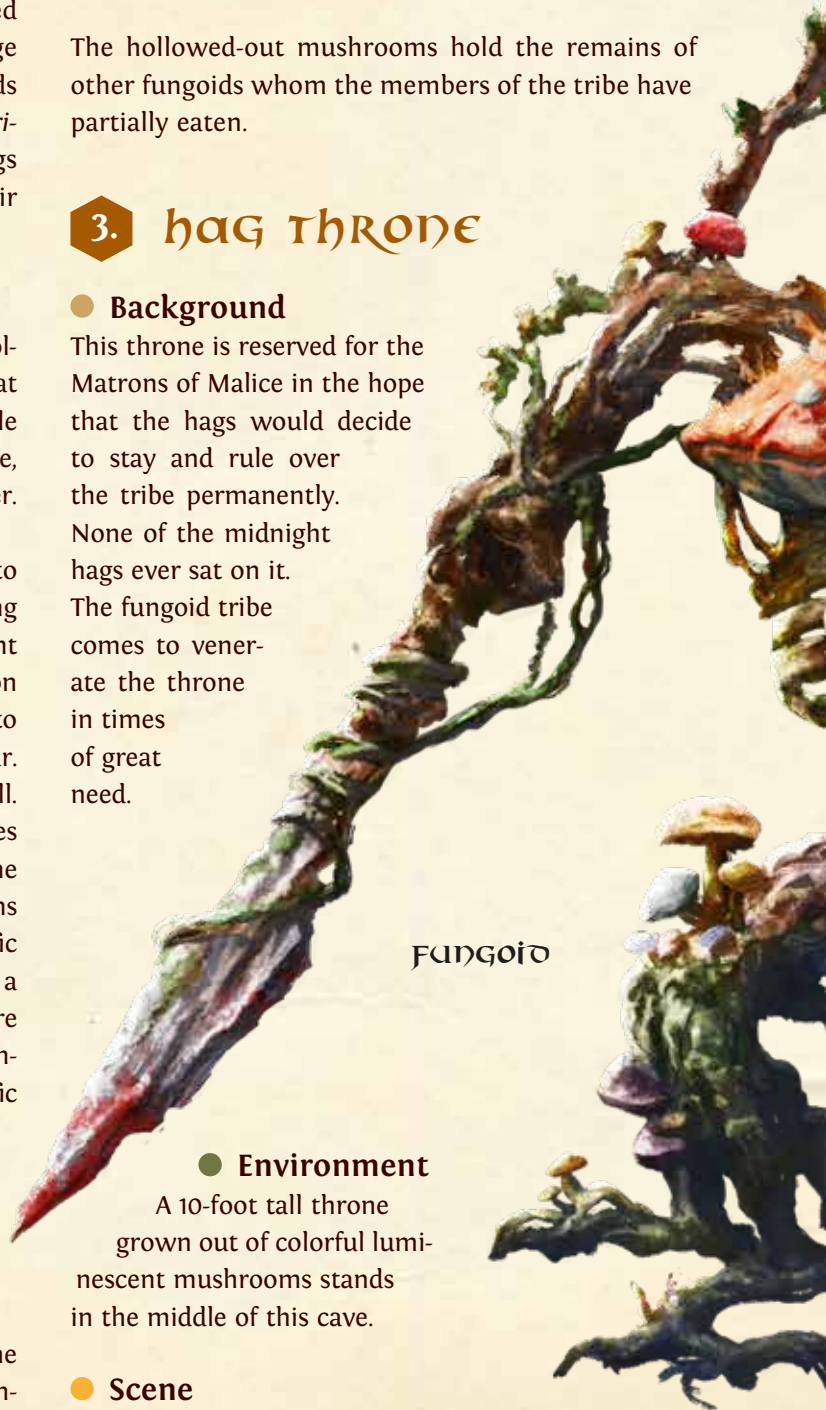 The hollowed-out mushrooms hold the remains of
other fungoids whom the members of the tribe have
partially eaten.
3. Hag Throne
Background
This throne is reserved for the
Matrons of Malice in the hope
that the hags would decide
to stay and rule over
the tribe permanently.
None of the midnight
hags ever sat on it.
The fungoid tribe
comes to vener-
ate the throne
in times
of great
need.
Fungoid
Environment
A 10-foot tall throne
grown out of colorful lumi-
nescent mushrooms stands
in the middle of this cave.
Scene